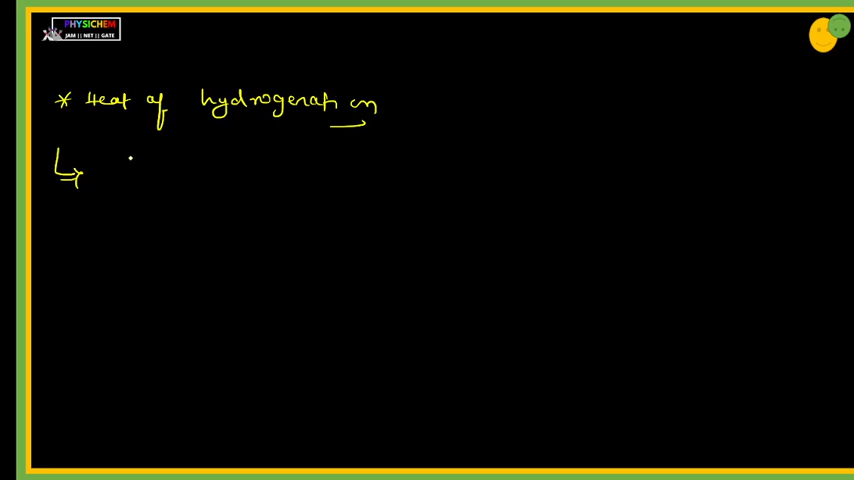 PHYSICHEM
JAM || NET || GATE
* Heat of hydrogenation